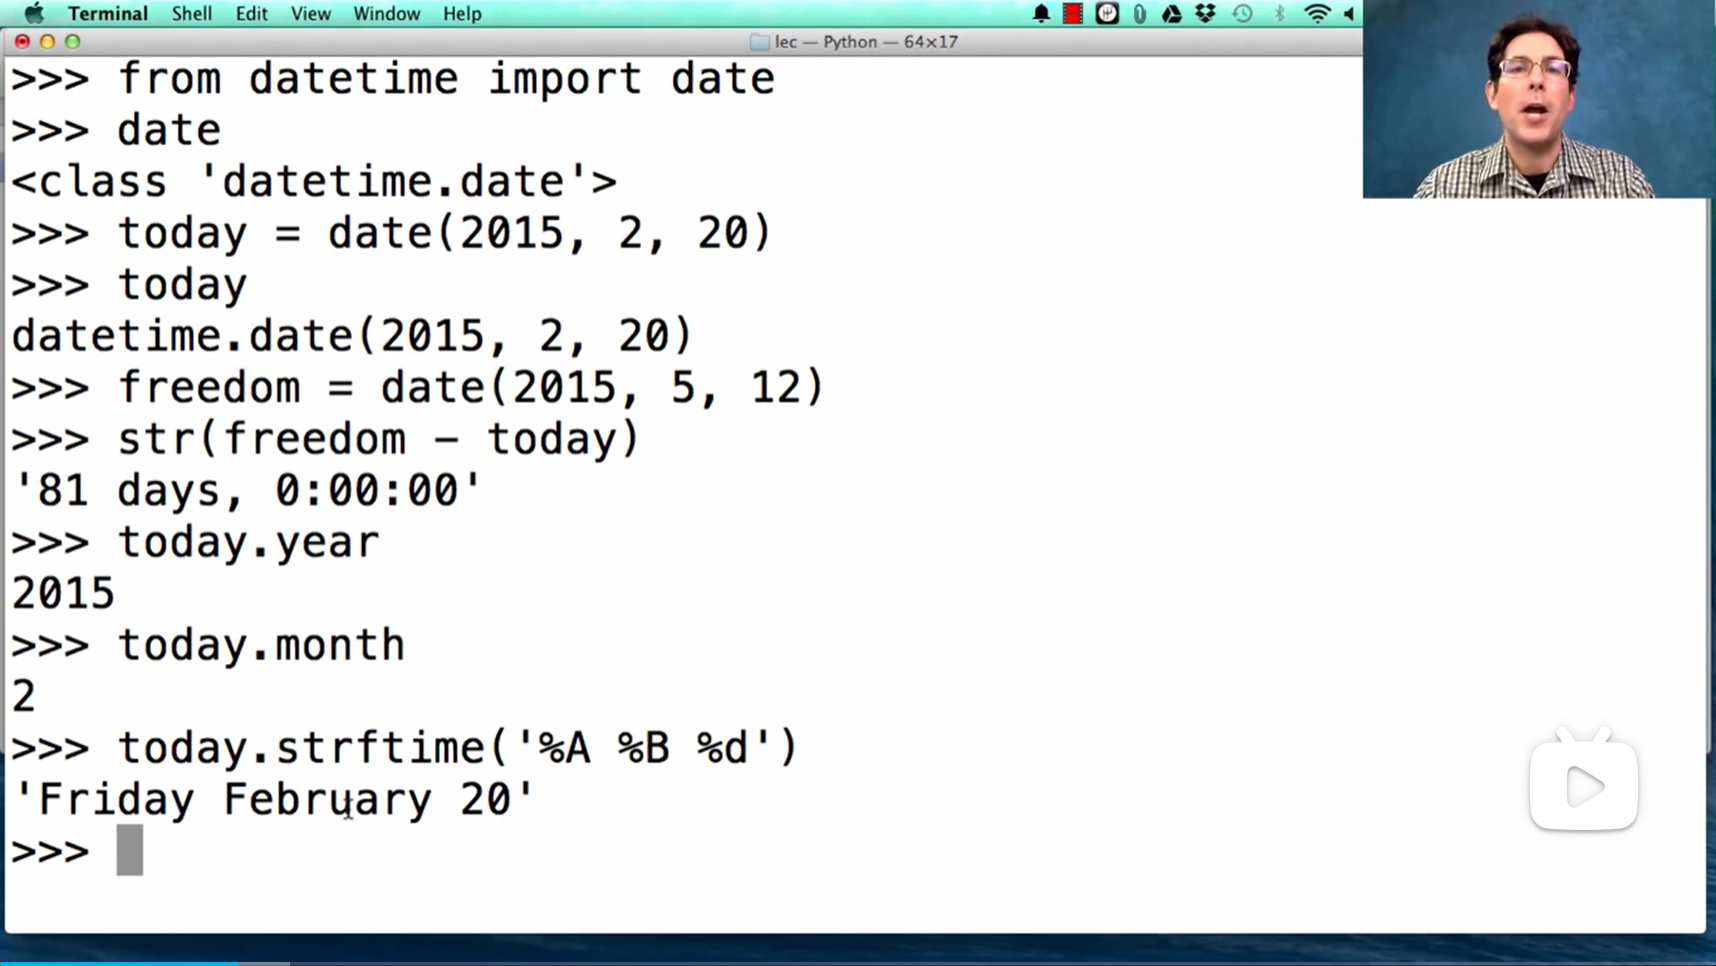 Terminal Shell Edit View Window Help
lec — Python — 64×17
>>> from datetime import date
>>> date
<class 'datetime.date'>
>>> today = date(2015, 2, 20)
>>> today
datetime.date(2015, 2, 20)
>>> freedom = date(2015, 5, 12)
>>> str(freedom - today)
'81 days, 0:00:00'
>>> today.year
2015
>>> today.month
2
>>> today.strftime('%A %B %d')
'Friday February 20'
>>>